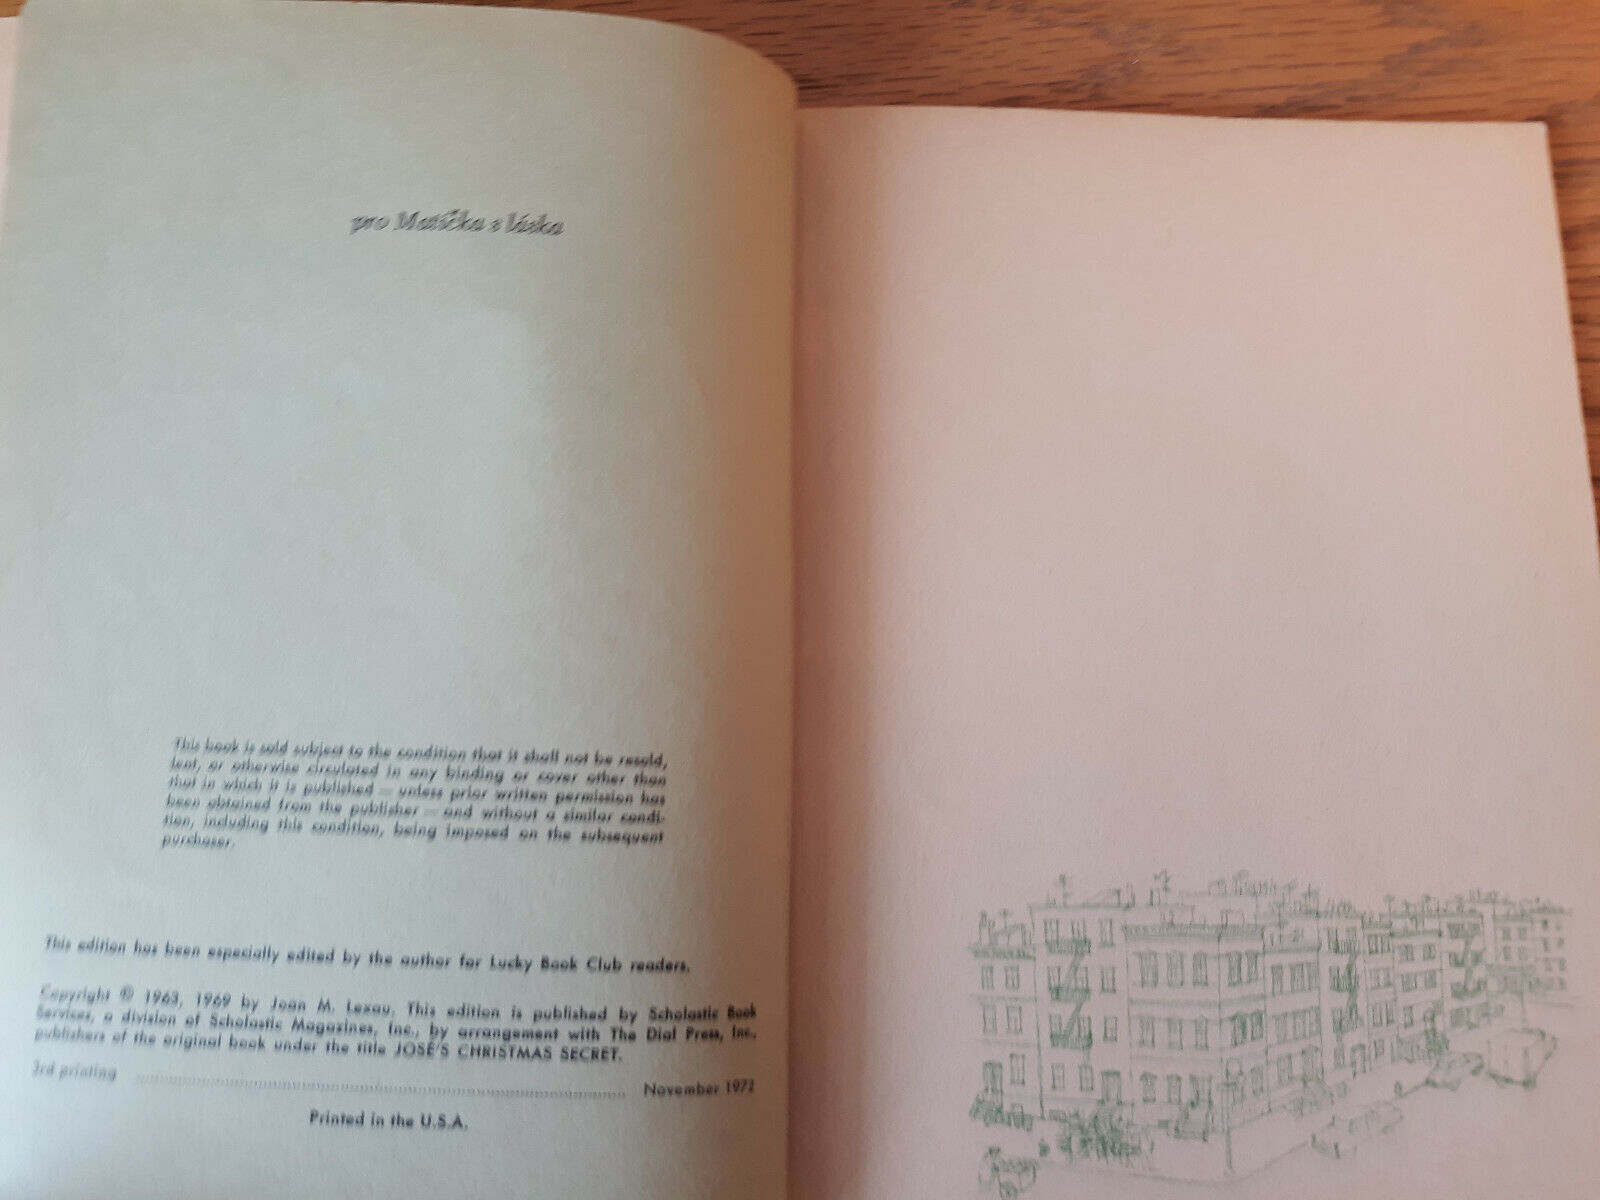 pro Matička s láska
This book is sold subject to the condition that it shall not be resold,
lent, or otherwise circulated in any binding or cover other than
that in which it is published — unless prior written permission has
been obtained from the publisher — and without a similar condi-
tion, including this condition, being imposed on the subsequent
purchaser.
This edition has been especially edited by the author for Lucky Book Club readers.
Copyright © 1963, 1969 by Joan M. Lexau. This edition is published by Scholastic Book
Services, a division of Scholastic Magazines, Inc., by arrangement with The Dial Press, Inc.,
publishers of the original book under the title JOSÉ'S CHRISTMAS SECRET.
3rd printing ........................................ November 1972
Printed in the U.S.A.